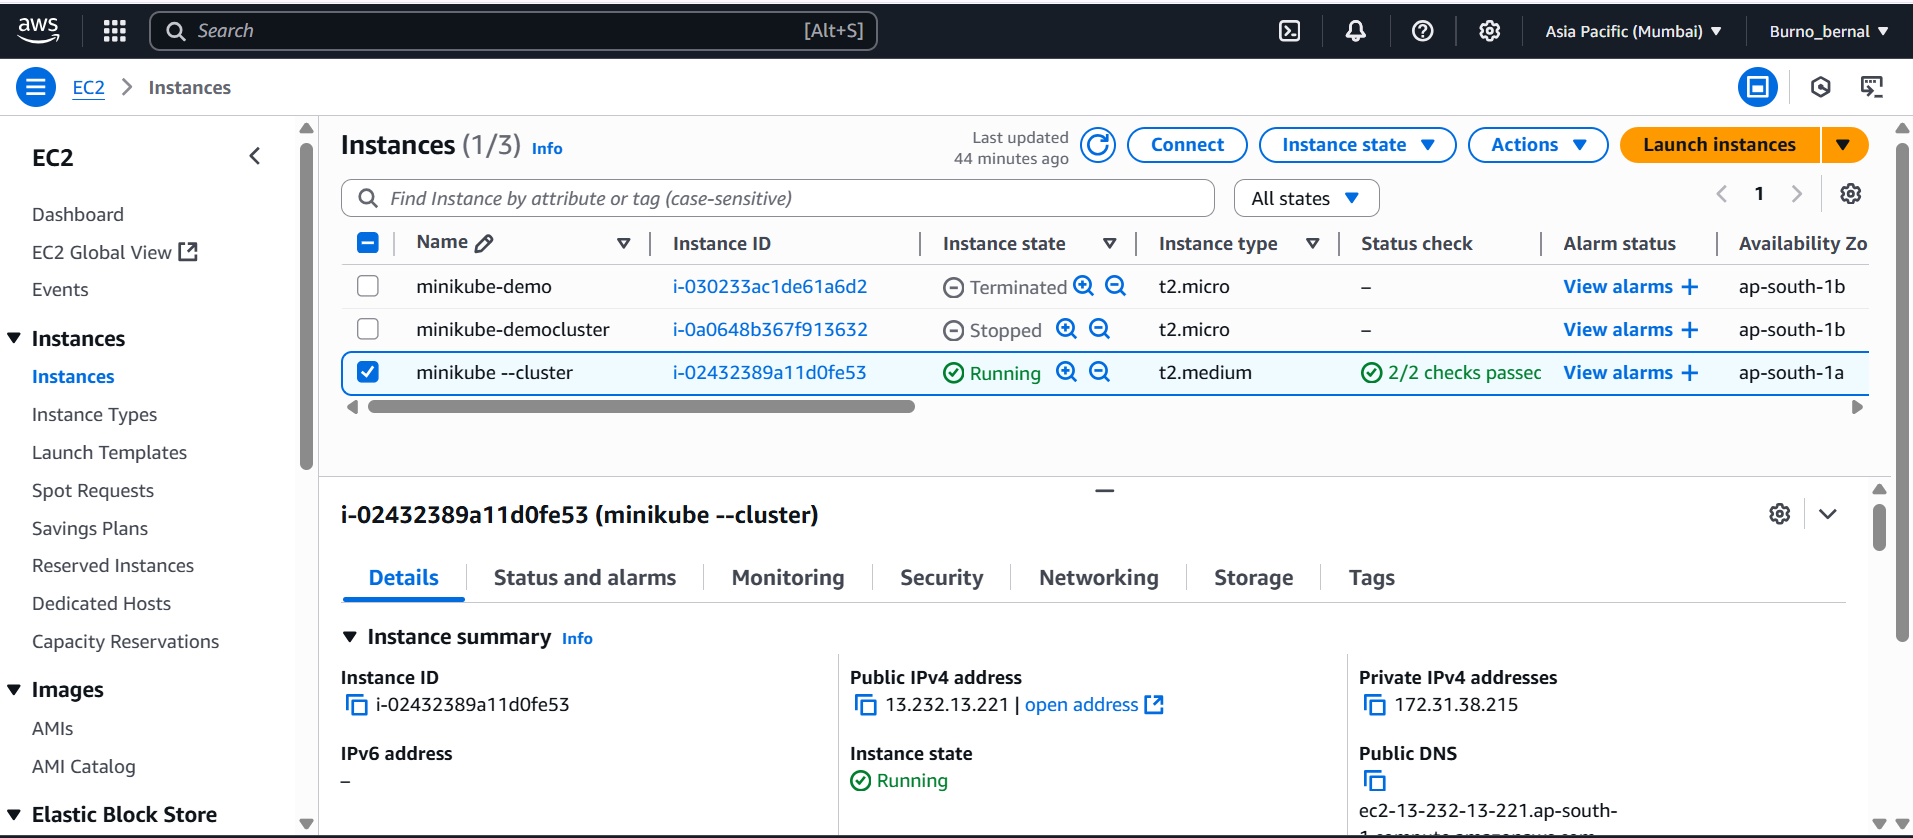 aws Search [Alt+S] Asia Pacific (Mumbai) Burno_bernal
EC2 Instances
EC2
Dashboard
EC2 Global View
Events
Instances
Instances
Instance Types
Launch Templates
Spot Requests
Savings Plans
Reserved Instances
Dedicated Hosts
Capacity Reservations
Images
AMIs
AMI Catalog
Elastic Block Store
Instances (1/3) Info
Last updated
44 minutes ago
Connect Instance state Actions Launch instances
Find Instance by attribute or tag (case-sensitive) All states 1
Name Instance ID Instance state Instance type Status check Alarm status Availability Zo
minikube-demo i-030233ac1de61a6d2 Terminated t2.micro – View alarms + ap-south-1b
minikube-democluster i-0a0648b367f913632 Stopped t2.micro – View alarms + ap-south-1b
minikube --cluster i-02432389a11d0fe53 Running t2.medium 2/2 checks passec View alarms + ap-south-1a
i-02432389a11d0fe53 (minikube --cluster)
Details Status and alarms Monitoring Security Networking Storage Tags
Instance summary Info
Instance ID
i-02432389a11d0fe53
Public IPv4 address
13.232.13.221 | open address
Private IPv4 addresses
172.31.38.215
IPv6 address
–
Instance state
Running
Public DNS
ec2-13-232-13-221.ap-south-
1.compute.amazonaws.com